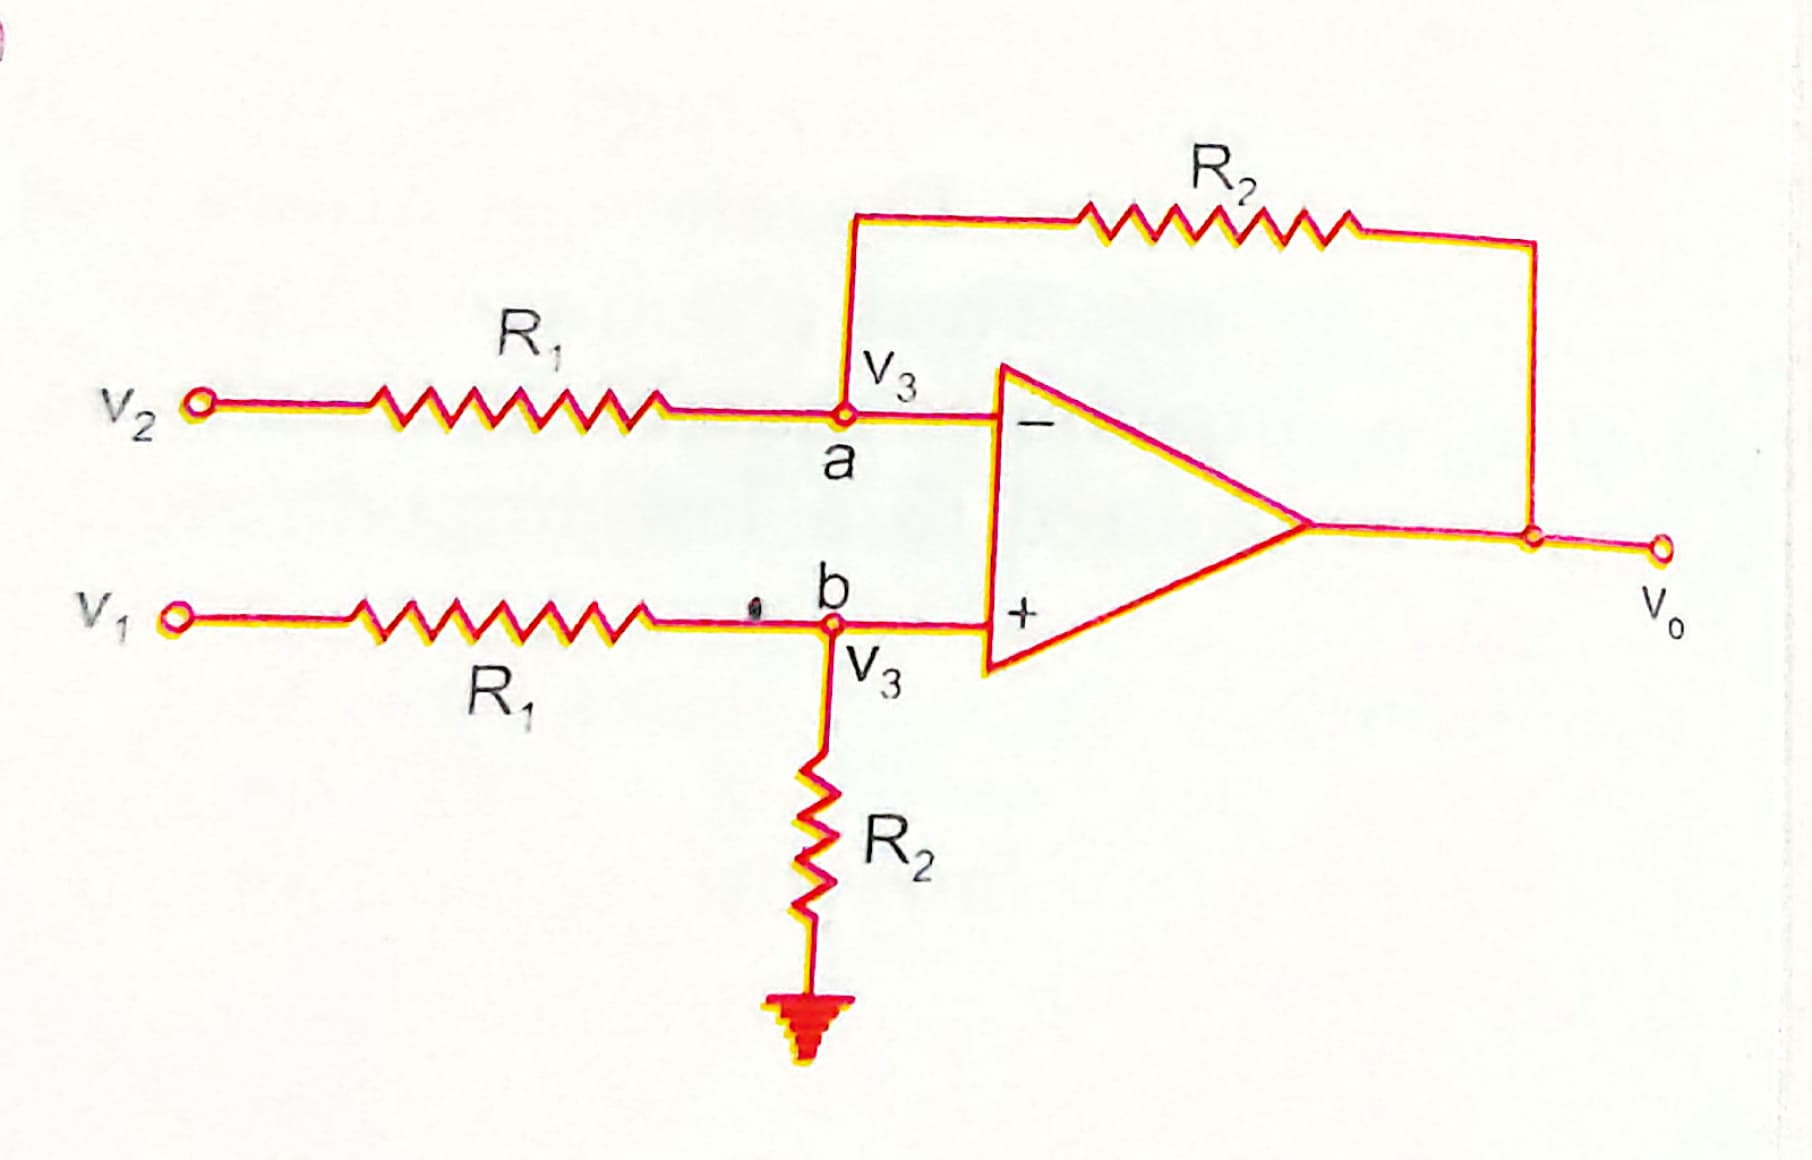 R₂
R₁
v₂
v₃
a
−
b
v₁
+
v₃
R₁
v₀
R₂